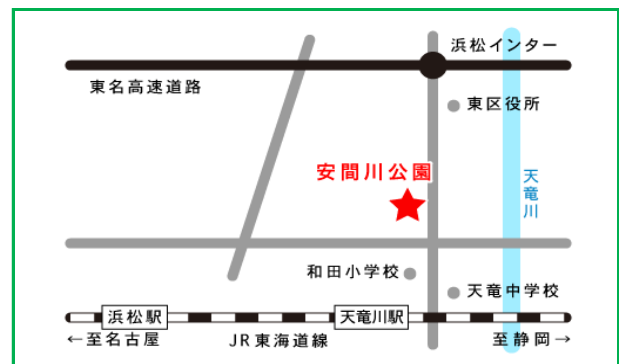 浜松インター
東名高速道路
東区役所
安間川公園
天竜川
和田小学校
天竜中学校
浜松駅
天竜川駅
←至名古屋
JR東海道線
至静岡→